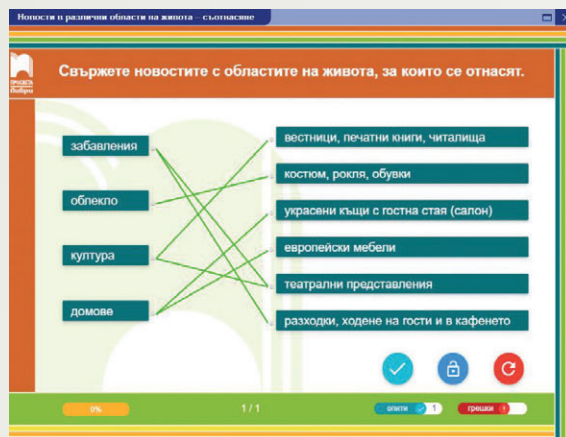 Новости в различни области на живота – съотнасяне
ПРОСВЕТА
Либри
Свържете новостите с областите на живота, за които се отнасят.
забавления
облекло
култура
домове
вестници, печатни книги, читалища
костюм, рокля, обувки
украсени къщи с гостна стая (салон)
европейски мебели
театрални представления
разходки, ходене на гости и в кафенето
0%
1 / 1
опити 1
грешки